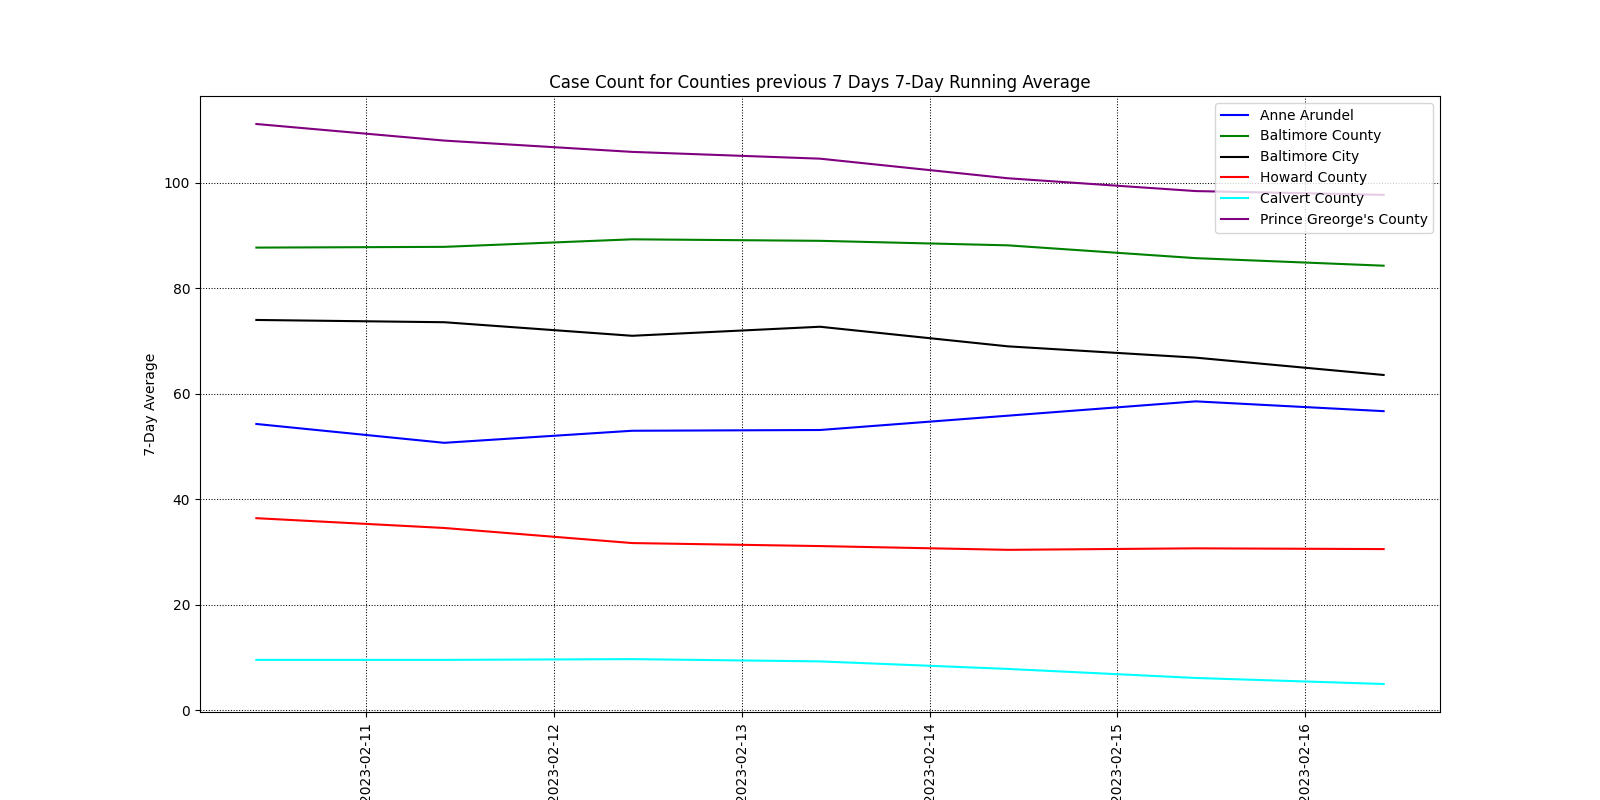 Case Count for Counties previous 7 Days 7-Day Running Average
Anne Arundel
Baltimore County
Baltimore City
Howard County
Calvert County
Prince Greorge's County
7-Day Average
100
80
60
40
20
0
2023-02-11
2023-02-12
2023-02-13
2023-02-14
2023-02-15
2023-02-16